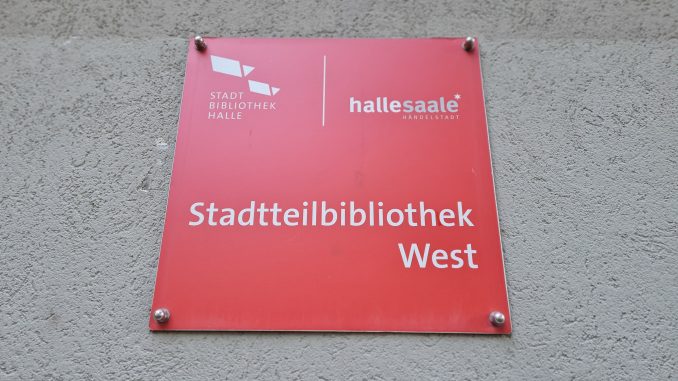 STADT
BIBLIOTHEK
HALLE
hallesaale*
HÄNDELSTADT
Stadtteilbibliothek
West